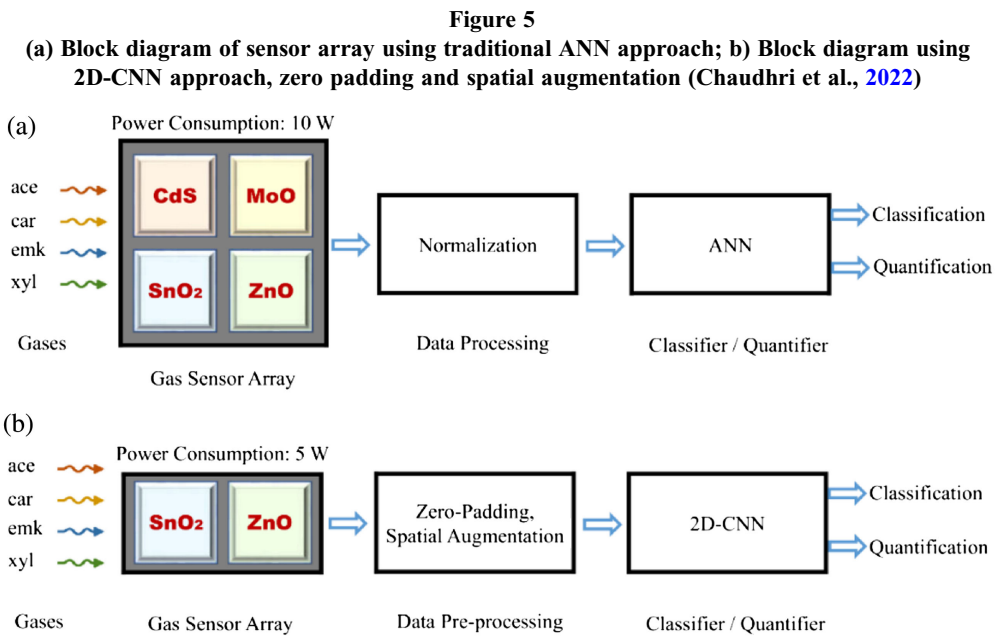 Figure 5
(a) Block diagram of sensor array using traditional ANN approach; b) Block diagram using
2D-CNN approach, zero padding and spatial augmentation (Chaudhri et al., 2022)
(a)
Power Consumption: 10 W
ace
car
emk
xyl
CdS
MoO
SnO₂
ZnO
Normalization
ANN
Classification
Quantification
Gases
Gas Sensor Array
Data Processing
Classifier / Quantifier
(b)
Power Consumption: 5 W
ace
car
emk
xyl
SnO₂
ZnO
Zero-Padding,
Spatial Augmentation
2D-CNN
Classification
Quantification
Gases
Gas Sensor Array
Data Pre-processing
Classifier / Quantifier